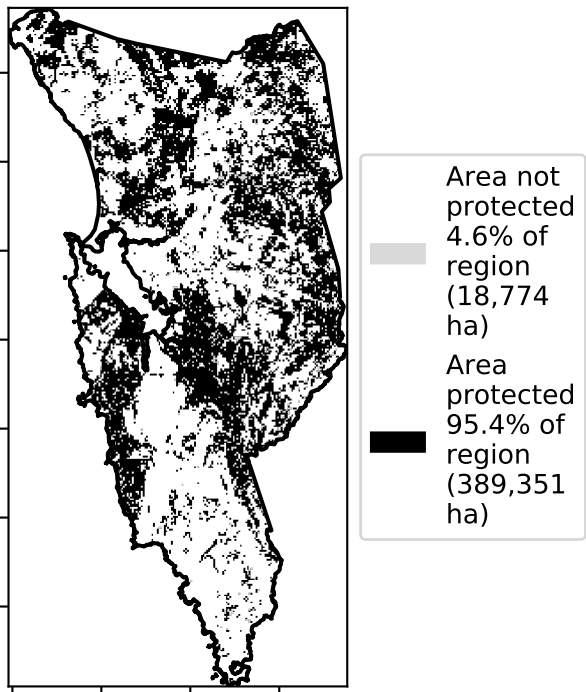 Area not
protected
4.6% of
region
(18,774
ha)
Area
protected
95.4% of
region
(389,351
ha)